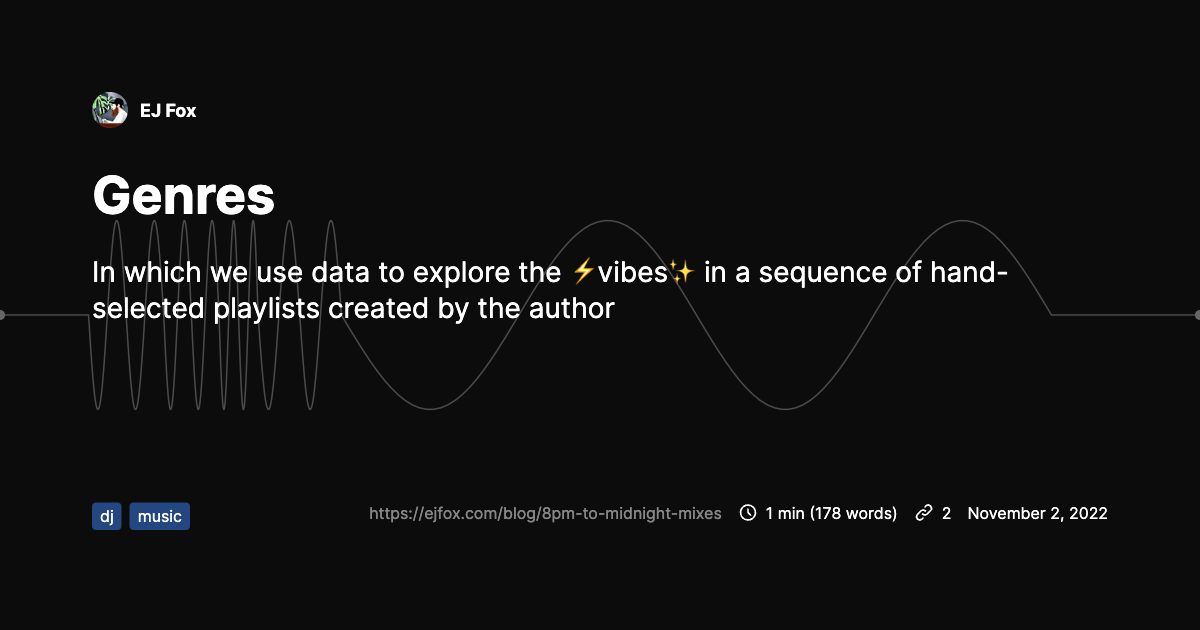 EJ Fox
Genres
In which we use data to explore the ⚡vibes✨ in a sequence of hand-
selected playlists created by the author
dj music https://ejfox.com/blog/8pm-to-midnight-mixes 1 min (178 words) 2 November 2, 2022